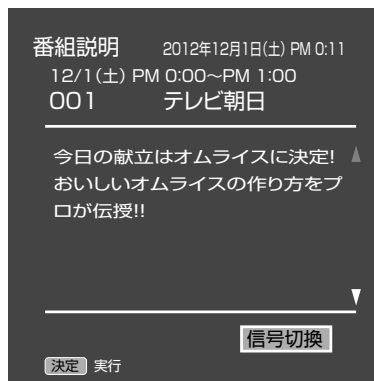 番組説明 2012年12月1日(土) PM 0:11
12/1(土) PM 0:00~PM 1:00
001 テレビ朝日
今日の献立はオムライスに決定!
おいしいオムライスの作り方をプ
ロが伝授!!
信号切換
決定 実行